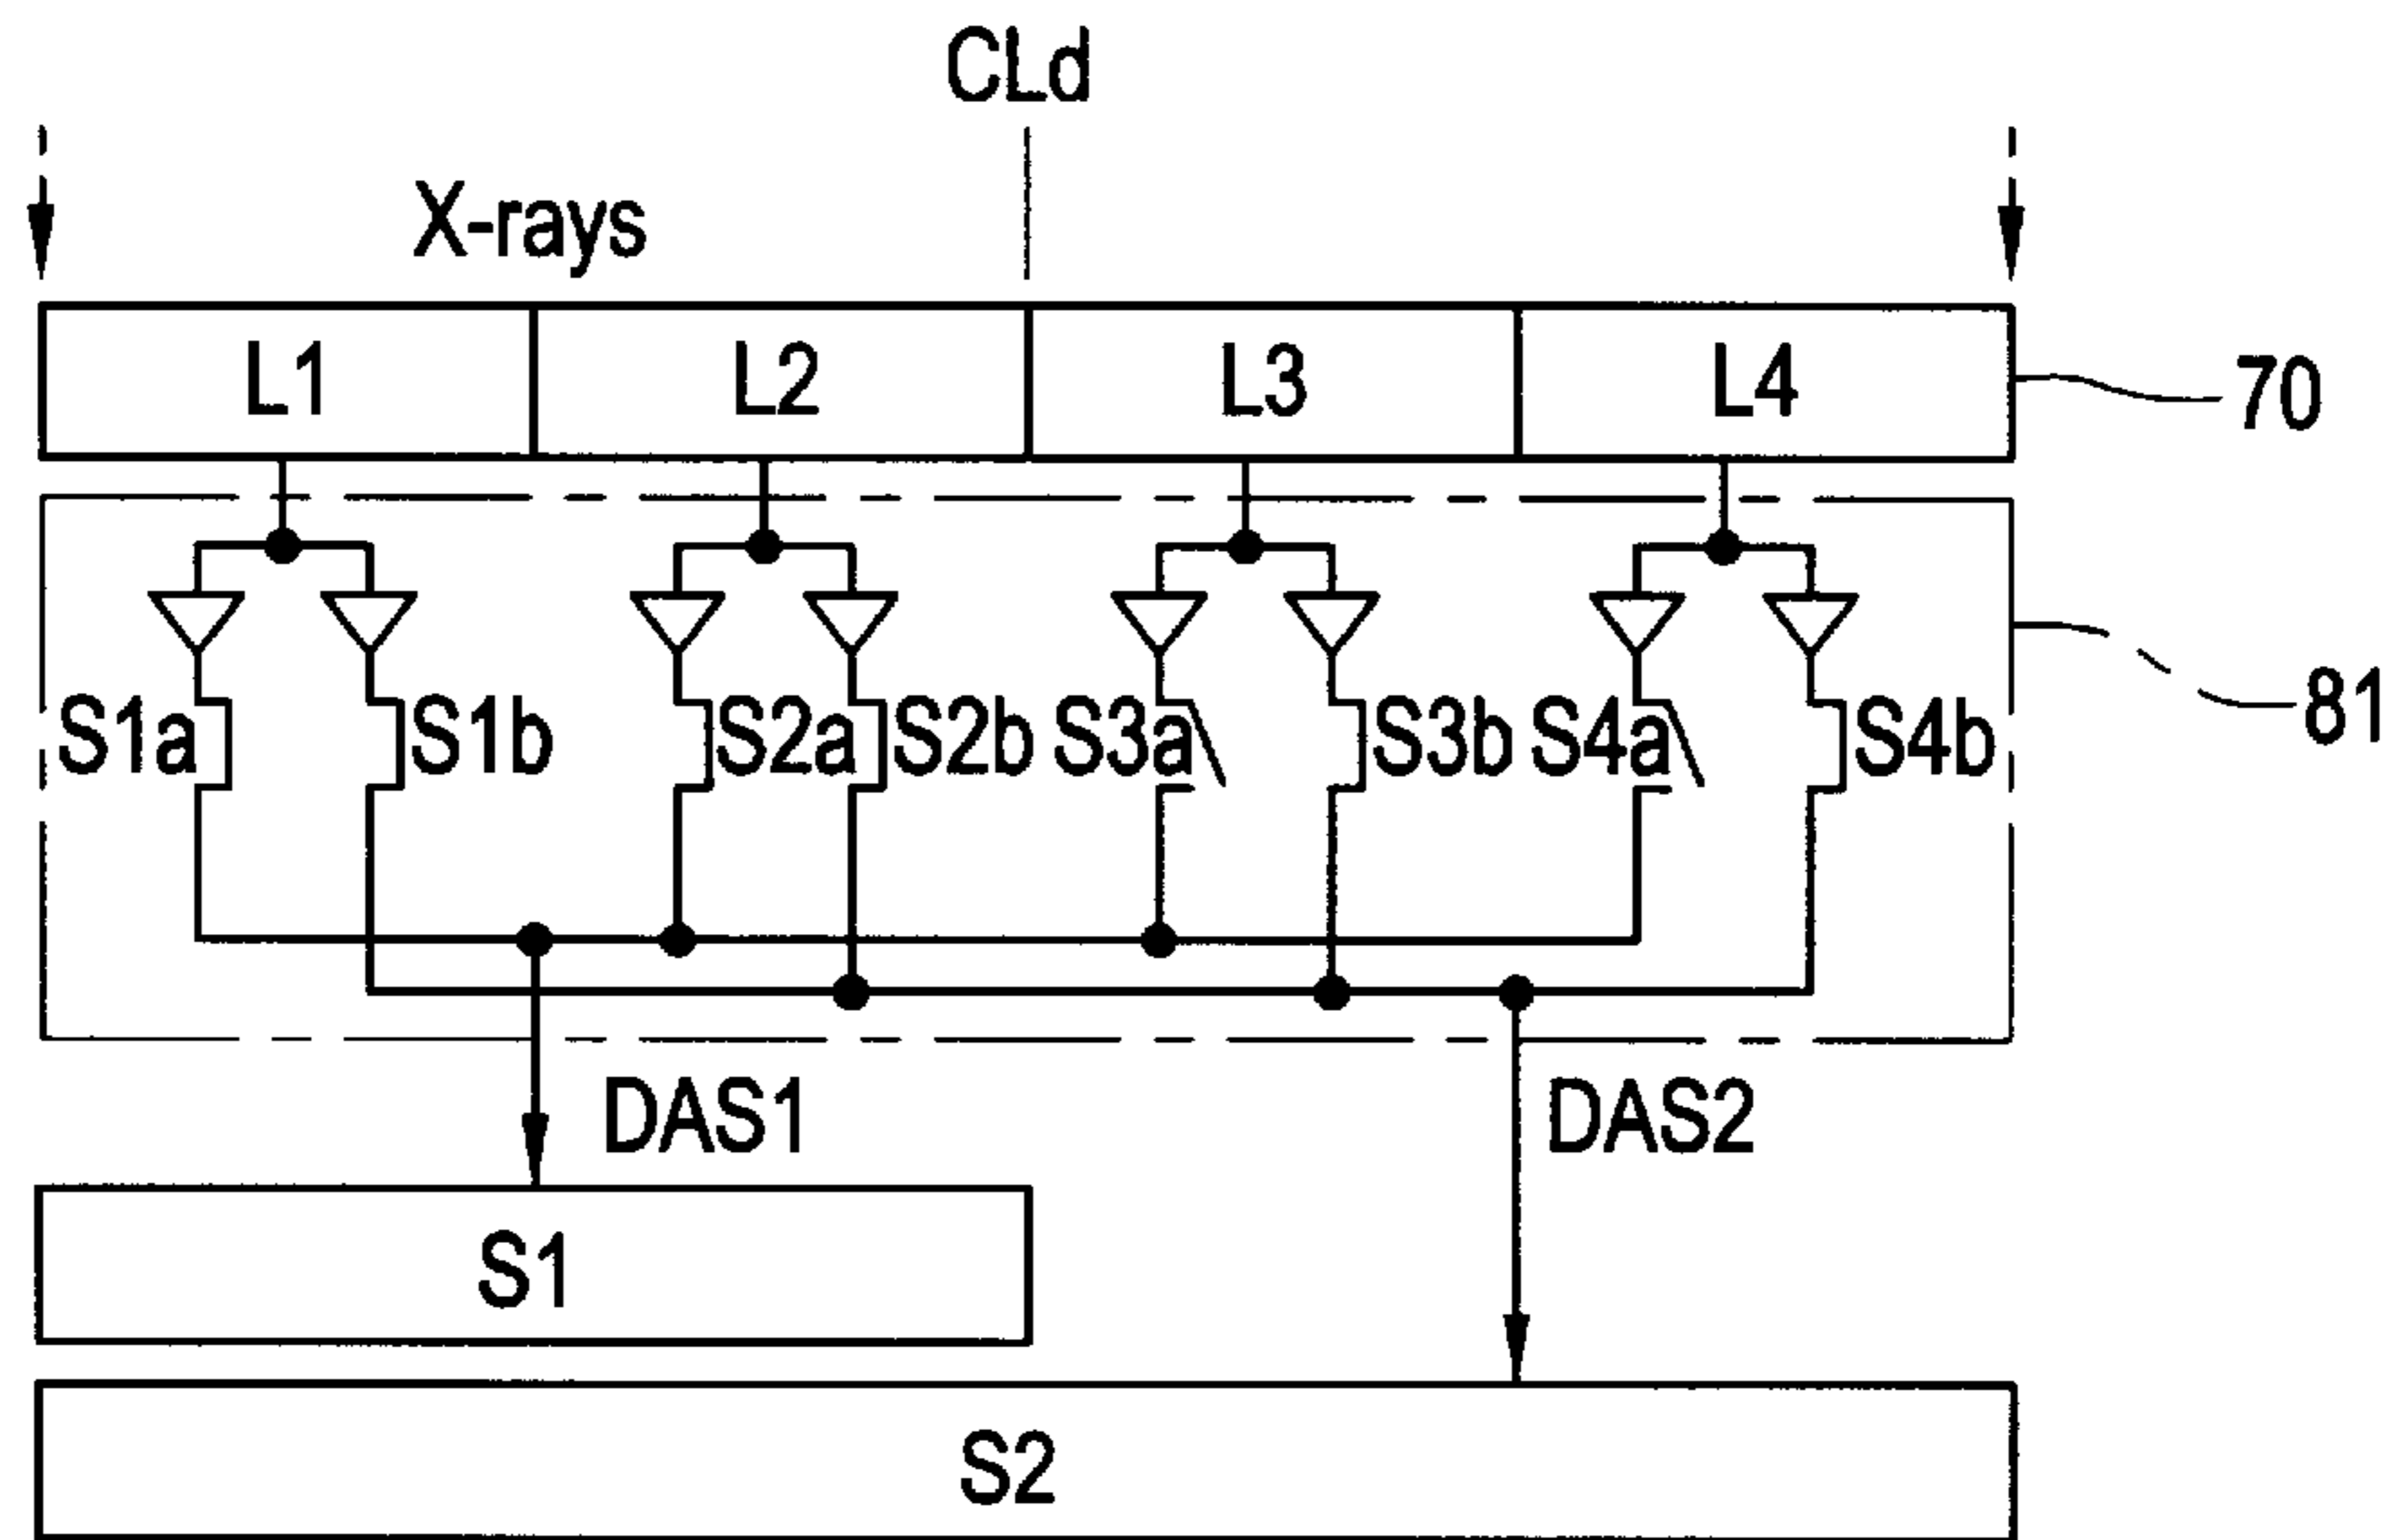 CLd
X-rays
L1 L2 L3 L4 70
S1a S1b S2a S2b S3a S3b S4a S4b 81
DAS1 DAS2
S1
S2